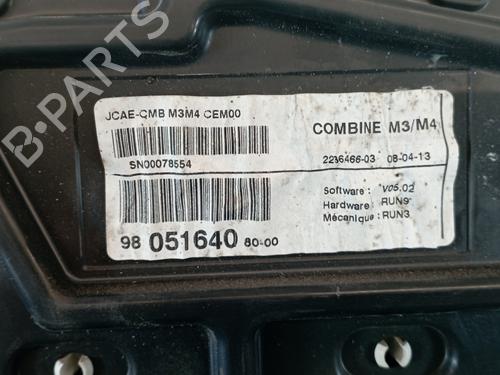 B-PARTS
JCAE-CMB M3M4 CEM00
COMBINE M3/M4
SN00078554
2236466-03 08-04-13
Software : V05.02
Hardware : RUN9
Mécanique : RUN3
98 051640 80-00